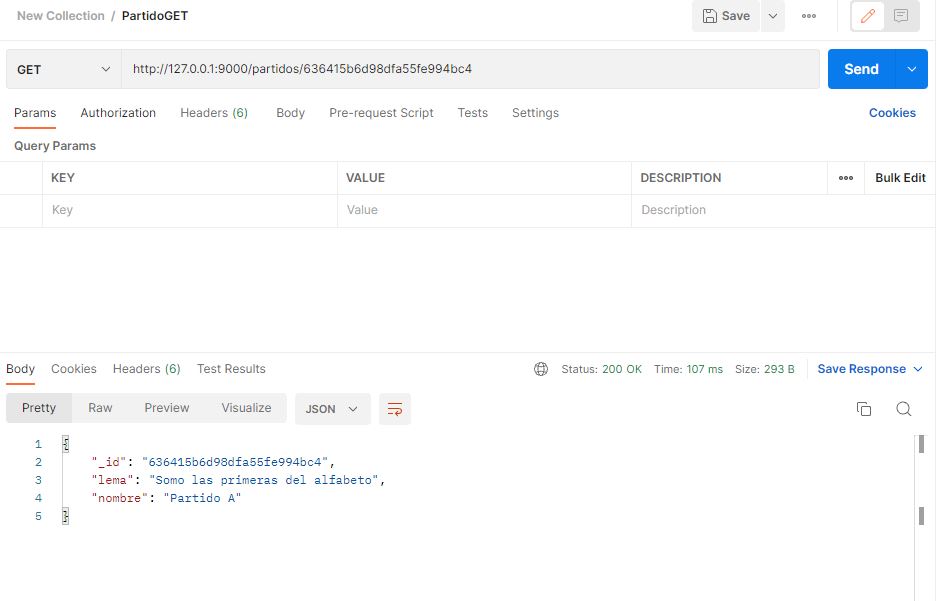 New Collection / PartidoGET
Save
GET http://127.0.0.1:9000/partidos/636415b6d98dfa55fe994bc4 Send
Params Authorization Headers (6) Body Pre-request Script Tests Settings Cookies
Query Params
KEY VALUE DESCRIPTION Bulk Edit
Key Value Description
Body Cookies Headers (6) Test Results Status: 200 OK Time: 107 ms Size: 293 B Save Response
Pretty Raw Preview Visualize JSON
1 {
2 "_id": "636415b6d98dfa55fe994bc4",
3 "lema": "Somo las primeras del alfabeto",
4 "nombre": "Partido A"
5 }